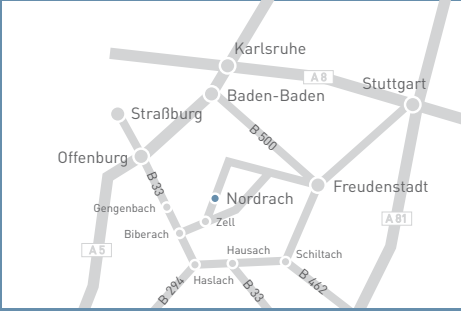 Karlsruhe
A 8
Stuttgart
Baden-Baden
Straßburg
B 500
Offenburg
B 33
Nordrach
Freudenstadt
Gengenbach
Zell
A 81
Biberach
A 5
Hausach
Schiltach
Haslach
B 294
B 33
B 462